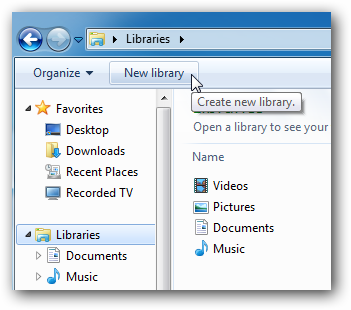 Libraries
Organize New library
Create new library.
Open a library to see your
Favorites
Desktop
Downloads
Recent Places
Recorded TV
Libraries
Documents
Music
Name
Videos
Pictures
Documents
Music